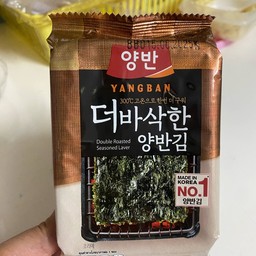 양반
YANGBAN
300℃ 고온으로 한번 더 구워
더바삭한
양반김
Double Roasted
Seasoned Laver
MADE IN
KOREA
NO.1
양반김